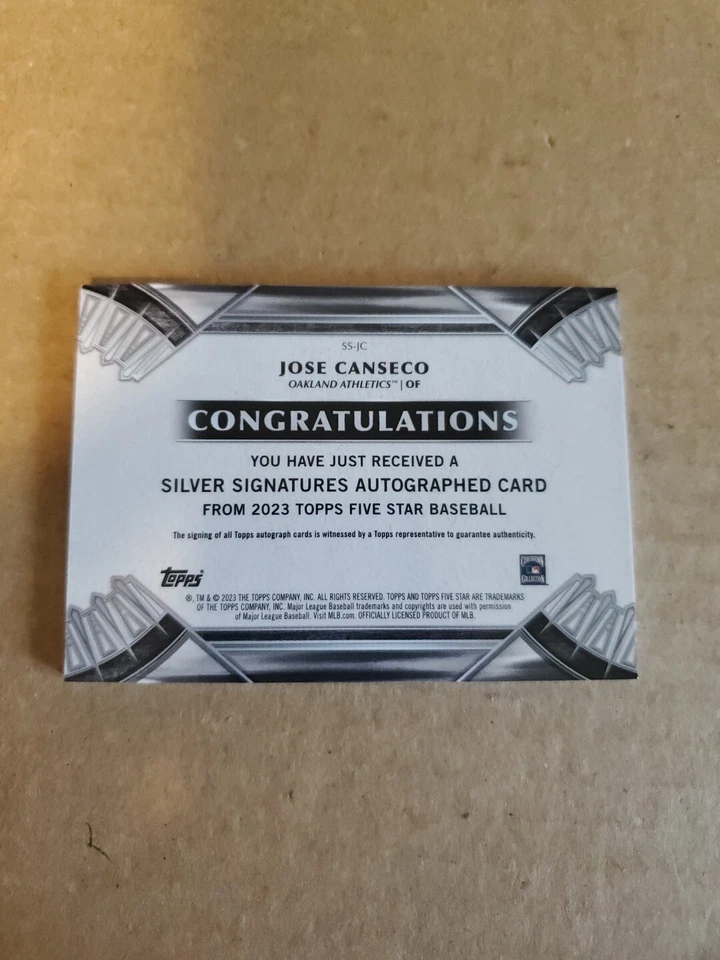 SS-JC
JOSE CANSECO
OAKLAND ATHLETICS™ | OF
CONGRATULATIONS
YOU HAVE JUST RECEIVED A
SILVER SIGNATURES AUTOGRAPHED CARD
FROM 2023 TOPPS FIVE STAR BASEBALL
The signing of all Topps autograph cards is witnessed by a Topps representative to guarantee authenticity.
Topps®
®, TM & © 2023 THE TOPPS COMPANY, INC. ALL RIGHTS RESERVED. TOPPS AND TOPPS FIVE STAR ARE TRADEMARKS
OF THE TOPPS COMPANY, INC. Major League Baseball trademarks and copyrights are used with permission
of Major League Baseball. Visit MLB.com. OFFICIALLY LICENSED PRODUCT OF MLB.